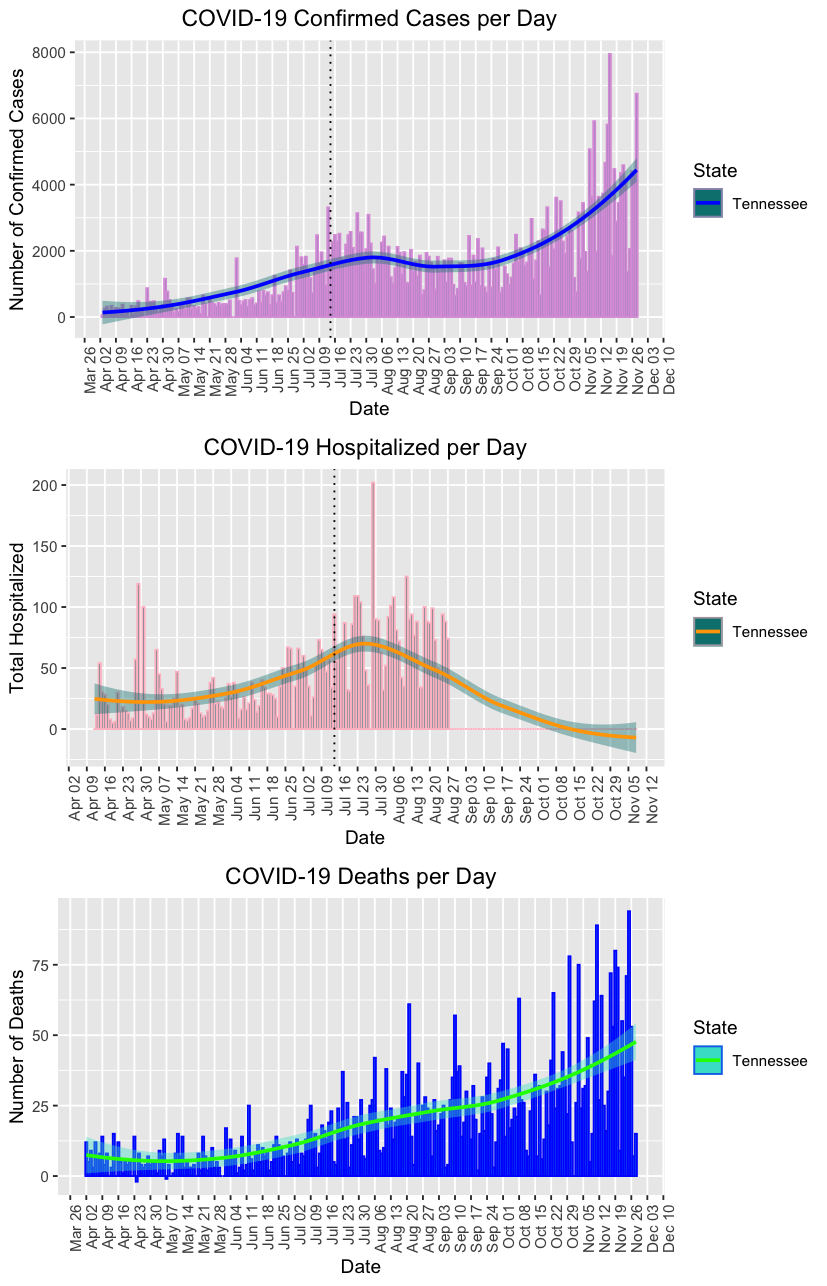 COVID-19 Confirmed Cases per Day
Number of Confirmed Cases
8000
6000
4000
2000
0
Mar 26
Apr 02
Apr 09
Apr 16
Apr 23
Apr 30
May 07
May 14
May 21
May 28
Jun 04
Jun 11
Jun 18
Jun 25
Jul 02
Jul 09
Jul 16
Jul 23
Jul 30
Aug 06
Aug 13
Aug 20
Aug 27
Sep 03
Sep 10
Sep 17
Sep 24
Oct 01
Oct 08
Oct 15
Oct 22
Oct 29
Nov 05
Nov 12
Nov 19
Nov 26
Dec 03
Dec 10
Date
State
Tennessee
COVID-19 Hospitalized per Day
Total Hospitalized
200
150
100
50
0
Apr 02
Apr 09
Apr 16
Apr 23
Apr 30
May 07
May 14
May 21
May 28
Jun 04
Jun 11
Jun 18
Jun 25
Jul 02
Jul 09
Jul 16
Jul 23
Jul 30
Aug 06
Aug 13
Aug 20
Aug 27
Sep 03
Sep 10
Sep 17
Sep 24
Oct 01
Oct 08
Oct 15
Oct 22
Oct 29
Nov 05
Nov 12
Date
State
Tennessee
COVID-19 Deaths per Day
Number of Deaths
75
50
25
0
Mar 26
Apr 02
Apr 09
Apr 16
Apr 23
Apr 30
May 07
May 14
May 21
May 28
Jun 04
Jun 11
Jun 18
Jun 25
Jul 02
Jul 09
Jul 16
Jul 23
Jul 30
Aug 06
Aug 13
Aug 20
Aug 27
Sep 03
Sep 10
Sep 17
Sep 24
Oct 01
Oct 08
Oct 15
Oct 22
Oct 29
Nov 05
Nov 12
Nov 19
Nov 26
Dec 03
Dec 10
Date
State
Tennessee